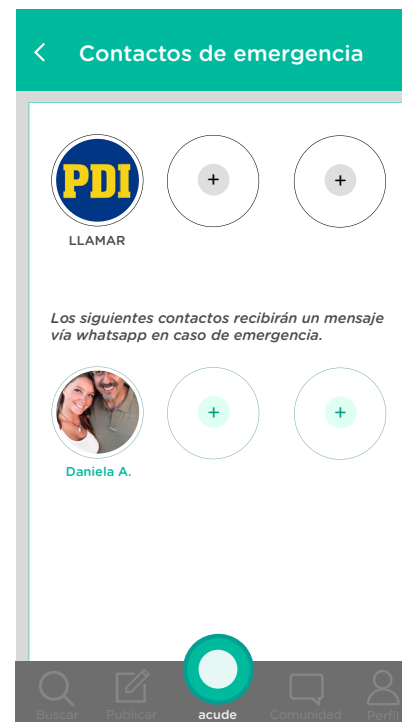 Contactos de emergencia
PDI
+ +
LLAMAR
Los siguientes contactos recibirán un mensaje
vía whatsapp en caso de emergencia.
+ +
Daniela A.
Buscar Publicar acude Comunidad Perfil